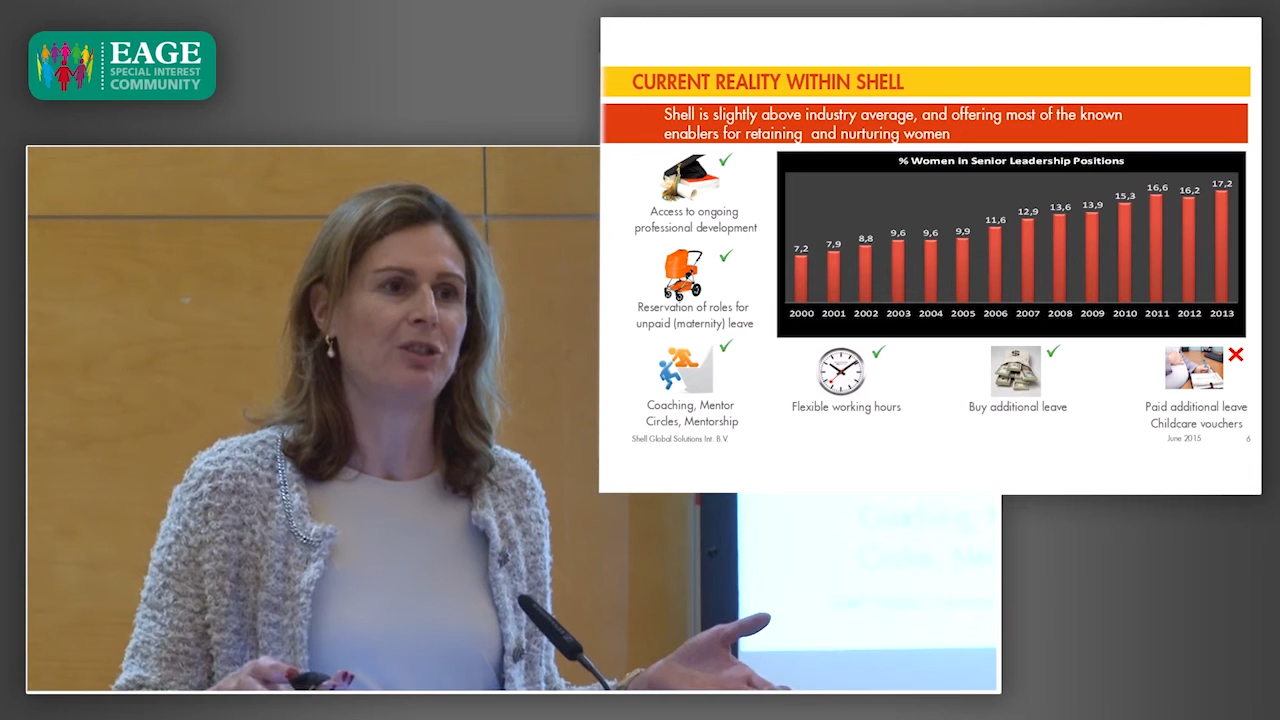 EAGE
SPECIAL INTEREST
COMMUNITY
CURRENT REALITY WITHIN SHELL
Shell is slightly above industry average, and offering most of the known
enablers for retaining and nurturing women
Access to ongoing
professional development
Reservation of roles for
unpaid (maternity) leave
Coaching, Mentor
Circles, Mentorship
% Women in Senior Leadership Positions
7,2 7,9 8,8 9,6 9,6 9,9 11,6 12,9 13,6 13,9 15,3 16,6 16,2 17,2
2000 2001 2002 2003 2004 2005 2006 2007 2008 2009 2010 2011 2012 2013
Flexible working hours
Buy additional leave
Paid additional leave
Childcare vouchers
Shell Global Solutions Int. B.V.
June 2015
6